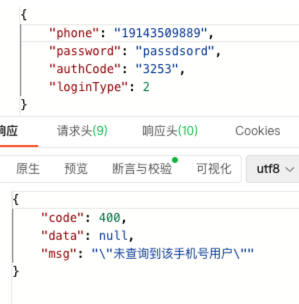 {
"phone": "19143509889",
"password": "passdsord",
"authCode": "3253",
"loginType": 2
}
响应 请求头(9) 响应头(10) Cookies
原生 预览 断言与校验 可视化 utf8
{
"code": 400,
"data": null,
"msg": "\"未查询到该手机号用户\""
}